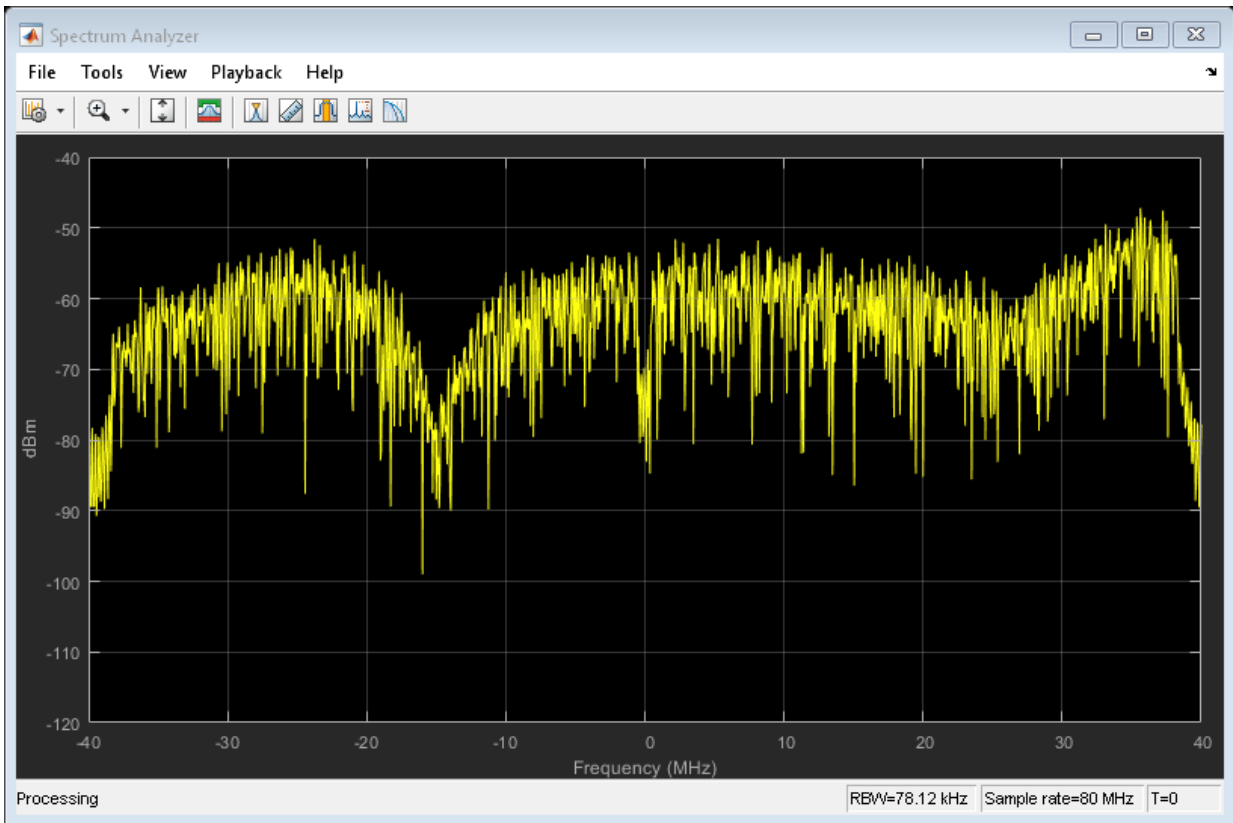 Spectrum Analyzer
File Tools View Playback Help
-40
-50
-60
-70
-80
-90
-100
-110
-120
dBm
-40 -30 -20 -10 0 10 20 30 40
Frequency (MHz)
Processing RBW=78.12 kHz Sample rate=80 MHz T=0